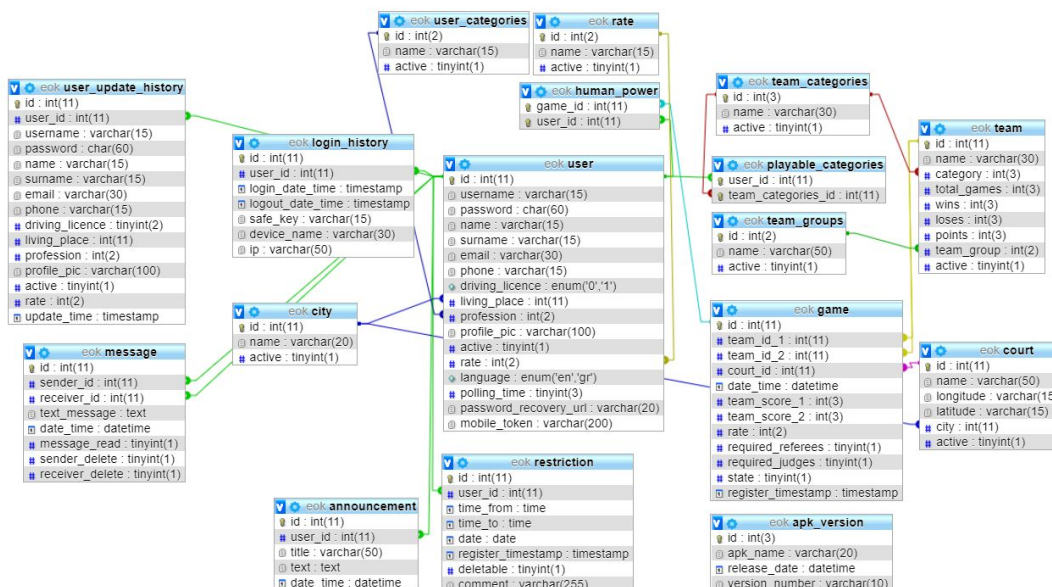 eok user_categories
id : int(2)
name : varchar(15)
active : tinyint(1)
eok rate
id : int(2)
name : varchar(15)
active : tinyint(1)
eok user_update_history
id : int(11)
user_id : int(11)
username : varchar(15)
password : char(60)
name : varchar(15)
surname : varchar(15)
email : varchar(30)
phone : varchar(15)
driving_licence : tinyint(2)
living_place : int(11)
profession : int(2)
profile_pic : varchar(100)
active : tinyint(1)
rate : int(2)
update_time : timestamp
eok human_power
game_id : int(11)
user_id : int(11)
eok team_categories
id : int(3)
name : varchar(30)
active : tinyint(1)
eok team
id : int(11)
name : varchar(30)
category : int(3)
total_games : int(3)
wins : int(3)
loses : int(3)
points : int(3)
team_group : int(2)
active : tinyint(1)
eok login_history
id : int(11)
user_id : int(11)
login_date_time : timestamp
logout_date_time : timestamp
safe_key : varchar(15)
device_name : varchar(30)
ip : varchar(50)
eok user
id : int(11)
username : varchar(15)
password : char(60)
name : varchar(15)
surname : varchar(15)
email : varchar(30)
phone : varchar(15)
driving_licence : enum('0','1')
living_place : int(11)
profession : int(2)
profile_pic : varchar(100)
active : tinyint(1)
rate : int(2)
language : enum('en','gr')
polling_time : tinyint(3)
password_recovery_url : varchar(20)
mobile_token : varchar(200)
eok playable_categories
user_id : int(11)
team_categories_id : int(11)
eok team_groups
id : int(2)
name : varchar(50)
active : tinyint(1)
eok city
id : int(11)
name : varchar(20)
active : tinyint(1)
eok game
id : int(11)
team_id_1 : int(11)
team_id_2 : int(11)
court_id : int(11)
date_time : datetime
team_score_1 : int(3)
team_score_2 : int(3)
rate : int(2)
required_referees : tinyint(1)
required_judges : tinyint(1)
state : tinyint(1)
register_timestamp : timestamp
eok court
id : int(11)
name : varchar(50)
longitude : varchar(15)
latitude : varchar(15)
city : int(11)
active : tinyint(1)
eok message
id : int(11)
sender_id : int(11)
receiver_id : int(11)
text_message : text
date_time : datetime
message_read : tinyint(1)
sender_delete : tinyint(1)
receiver_delete : tinyint(1)
eok restriction
id : int(11)
user_id : int(11)
time_from : time
time_to : time
date : date
register_timestamp : timestamp
deletable : tinyint(1)
comment : varchar(255)
eok announcement
id : int(11)
user_id : int(11)
title : varchar(50)
text : text
date_time : datetime
eok apk_version
id : int(3)
apk_name : varchar(20)
release_date : datetime
version_number : varchar(10)